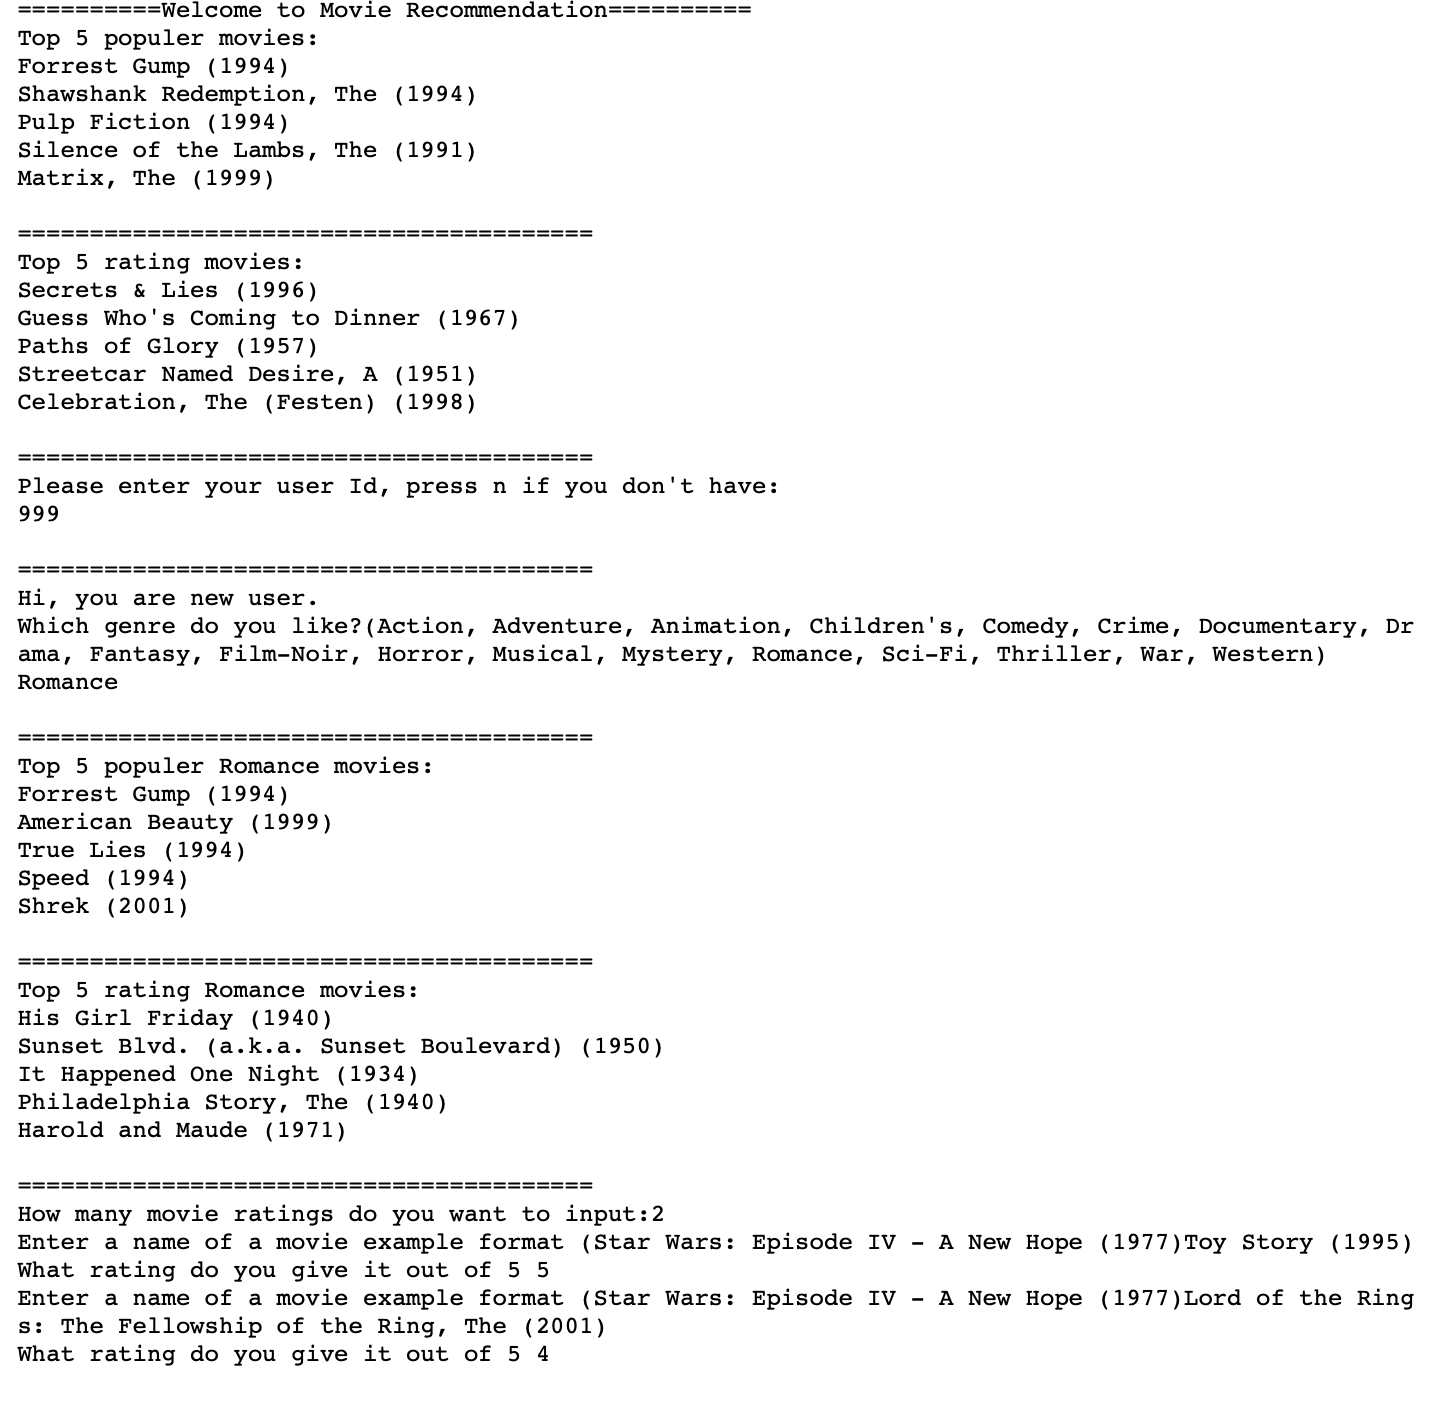 ==========Welcome to Movie Recommendation==========
Top 5 populer movies:
Forrest Gump (1994)
Shawshank Redemption, The (1994)
Pulp Fiction (1994)
Silence of the Lambs, The (1991)
Matrix, The (1999)
========================================
Top 5 rating movies:
Secrets & Lies (1996)
Guess Who's Coming to Dinner (1967)
Paths of Glory (1957)
Streetcar Named Desire, A (1951)
Celebration, The (Festen) (1998)
========================================
Please enter your user Id, press n if you don't have:
999
========================================
Hi, you are new user.
Which genre do you like?(Action, Adventure, Animation, Children's, Comedy, Crime, Documentary, Dr
ama, Fantasy, Film-Noir, Horror, Musical, Mystery, Romance, Sci-Fi, Thriller, War, Western)
Romance
========================================
Top 5 populer Romance movies:
Forrest Gump (1994)
American Beauty (1999)
True Lies (1994)
Speed (1994)
Shrek (2001)
========================================
Top 5 rating Romance movies:
His Girl Friday (1940)
Sunset Blvd. (a.k.a. Sunset Boulevard) (1950)
It Happened One Night (1934)
Philadelphia Story, The (1940)
Harold and Maude (1971)
========================================
How many movie ratings do you want to input:2
Enter a name of a movie example format (Star Wars: Episode IV - A New Hope (1977)Toy Story (1995)
What rating do you give it out of 5 5
Enter a name of a movie example format (Star Wars: Episode IV - A New Hope (1977)Lord of the Ring
s: The Fellowship of the Ring, The (2001)
What rating do you give it out of 5 4